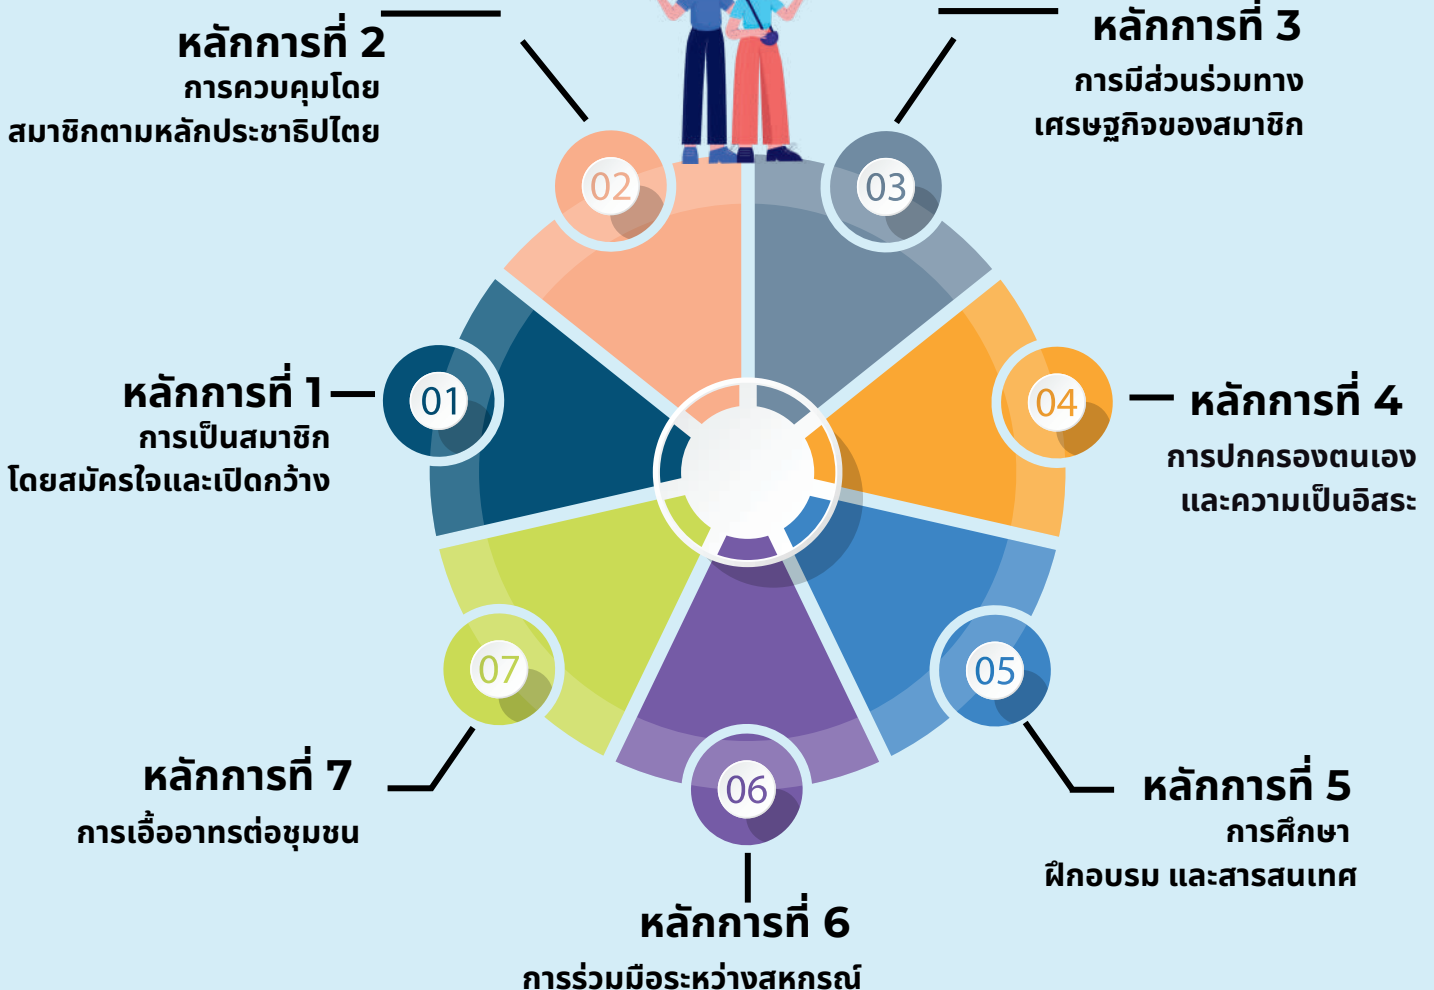 หลักการที่ 2
การควบคุมโดย
สมาชิกตามหลักประชาธิปไตย
02
หลักการที่ 3
การมีส่วนร่วมทาง
เศรษฐกิจของสมาชิก
03
หลักการที่ 1
การเป็นสมาชิก
โดยสมัครใจและเปิดกว้าง
01
04
หลักการที่ 4
การปกครองตนเอง
และความเป็นอิสระ
หลักการที่ 7
การเอื้ออาทรต่อชุมชน
07
05
หลักการที่ 5
การศึกษา
ฝึกอบรม และสารสนเทศ
06
หลักการที่ 6
การร่วมมือระหว่างสหกรณ์